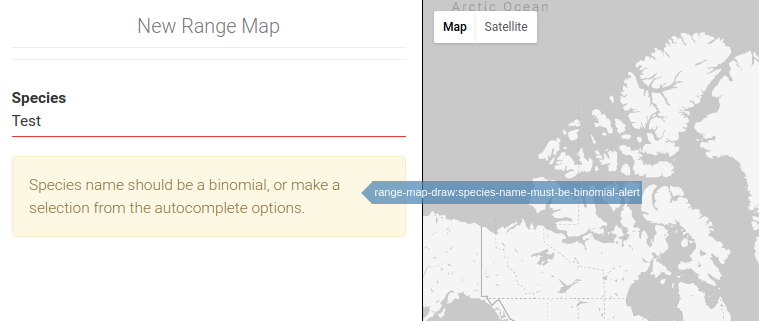 New Range Map
Species
Test
Species name should be a binomial, or make a
selection from the autocomplete options.
Arctic Ocean
Map Satellite
range-map-draw:species-name-must-be-binomial-alert